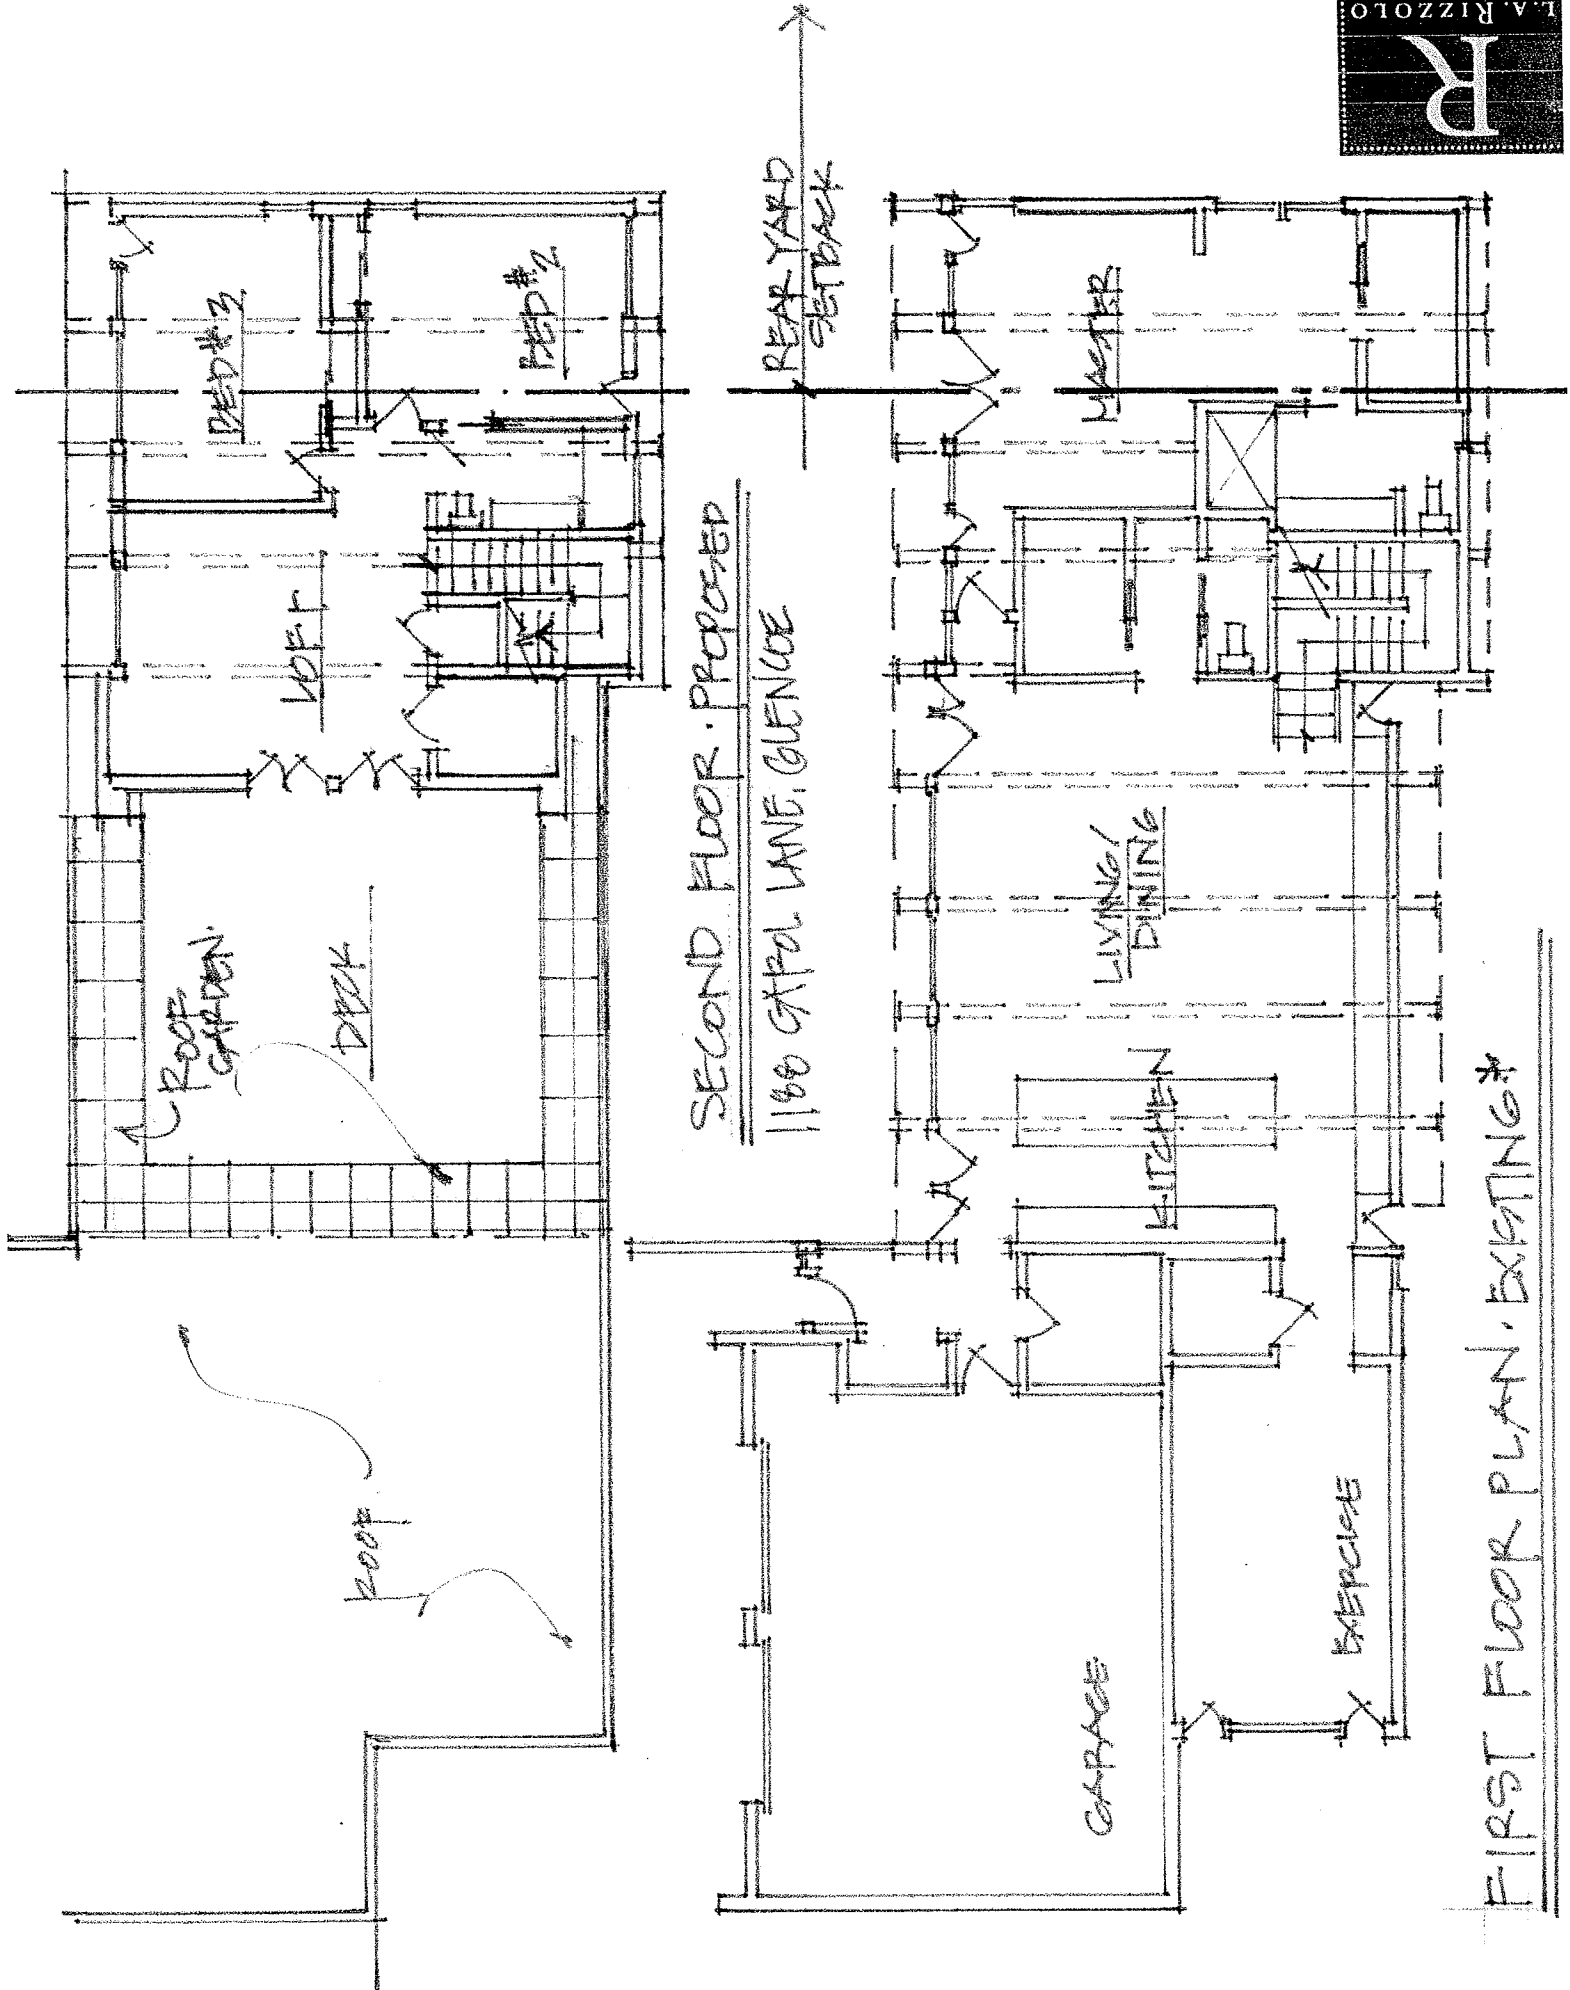 L.A. RIZZOLO
R
BED #3
BED #2
LOFT
ROOF
GARDEN.
DECK
ROOF
SECOND FLOOR · PROPOSED
1188 CAROL LANE, GLENCOE
REAR YARD
SETBACK
MASTER
LIVING/
DINING
KITCHEN
GARAGE
EXERCISE
FIRST FLOOR PLAN · EXISTING*